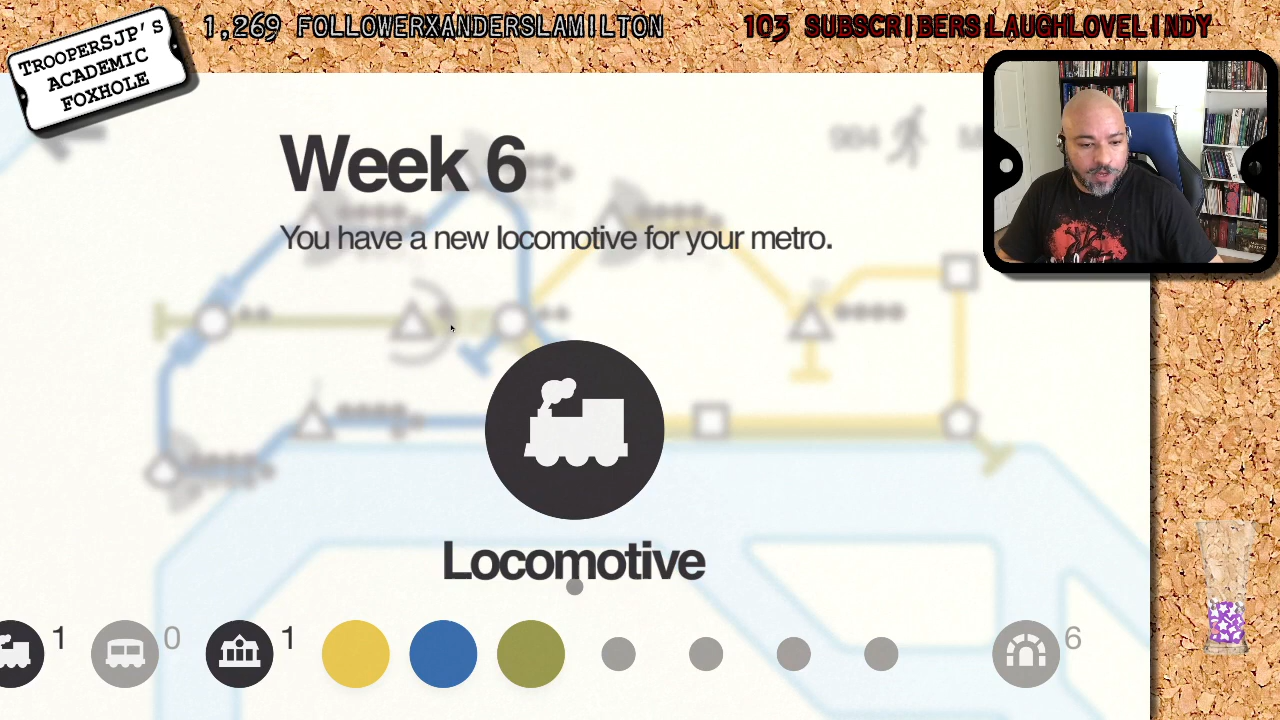 TROOPERSJP'S
ACADEMIC
FOXHOLE
1,269 FOLLOWERXANDERSLAMILTON
103 SUBSCRIBERS LAUGHLOVELINDY
984
Week 6
You have a new locomotive for your metro.
Locomotive
1
0
1
6